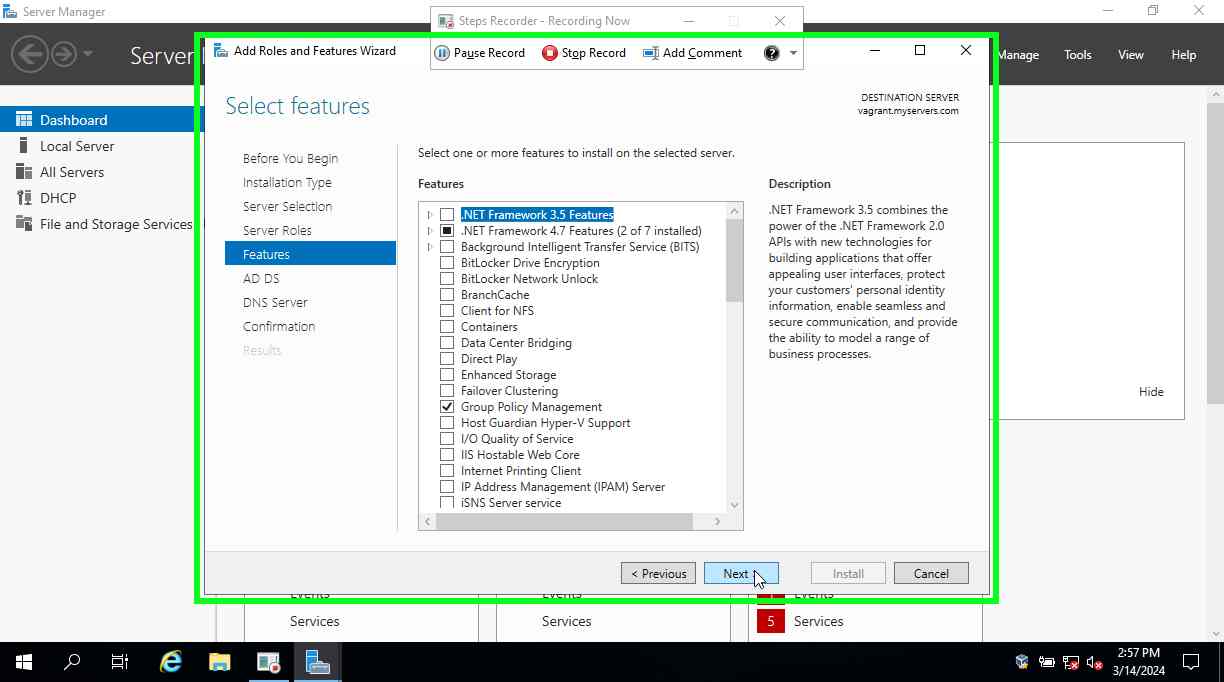 Server Manager
Steps Recorder - Recording Now
Pause Record
Stop Record
Add Comment
Server
Manage
Tools
View
Help
Add Roles and Features Wizard
Select features
DESTINATION SERVER
vagrant.myservers.com
Dashboard
Local Server
All Servers
DHCP
File and Storage Services
Before You Begin
Installation Type
Server Selection
Server Roles
Features
AD DS
DNS Server
Confirmation
Results
Select one or more features to install on the selected server.
Features
.NET Framework 3.5 Features
.NET Framework 4.7 Features (2 of 7 installed)
Background Intelligent Transfer Service (BITS)
BitLocker Drive Encryption
BitLocker Network Unlock
BranchCache
Client for NFS
Containers
Data Center Bridging
Direct Play
Enhanced Storage
Failover Clustering
Group Policy Management
Host Guardian Hyper-V Support
I/O Quality of Service
IIS Hostable Web Core
Internet Printing Client
IP Address Management (IPAM) Server
iSNS Server service
Description
.NET Framework 3.5 combines the
power of the .NET Framework 2.0
APIs with new technologies for
building applications that offer
appealing user interfaces, protect
your customers' personal identity
information, enable seamless and
secure communication, and provide
the ability to model a range of
business processes.
Hide
< Previous
Next
Install
Cancel
Events
Events
Events
Services
Services
5 Services
2:57 PM
3/14/2024